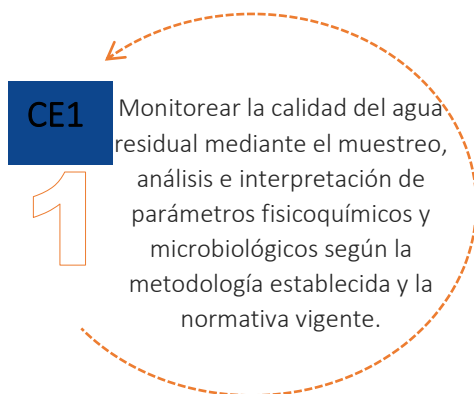 CE1
1
Monitorear la calidad del agua
residual mediante el muestreo,
análisis e interpretación de
parámetros fisicoquímicos y
microbiológicos según la
metodología establecida y la
normativa vigente.